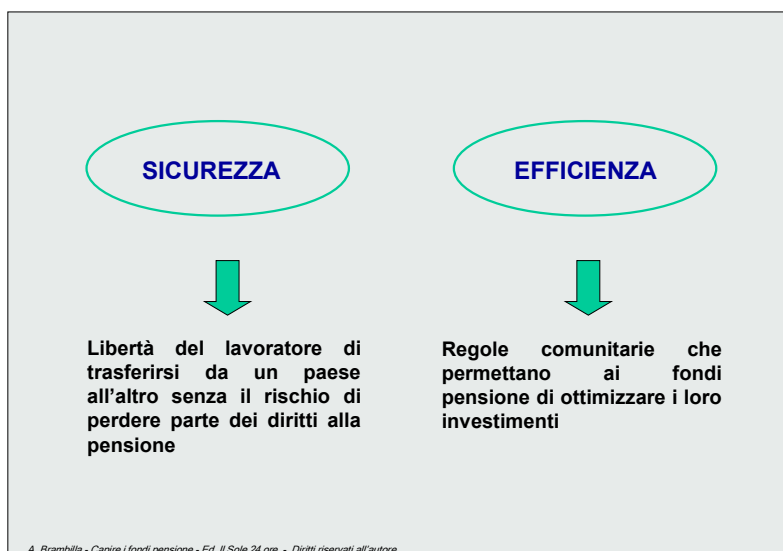 SICUREZZA
EFFICIENZA
Libertà del lavoratore di
trasferirsi da un paese
all'altro senza il rischio di
perdere parte dei diritti alla
pensione
Regole comunitarie che
permettano ai fondi
pensione di ottimizzare i loro
investimenti
A. Brambilla - Capire i fondi pensione - Ed. Il Sole 24 ore - Diritti riservati all'autore